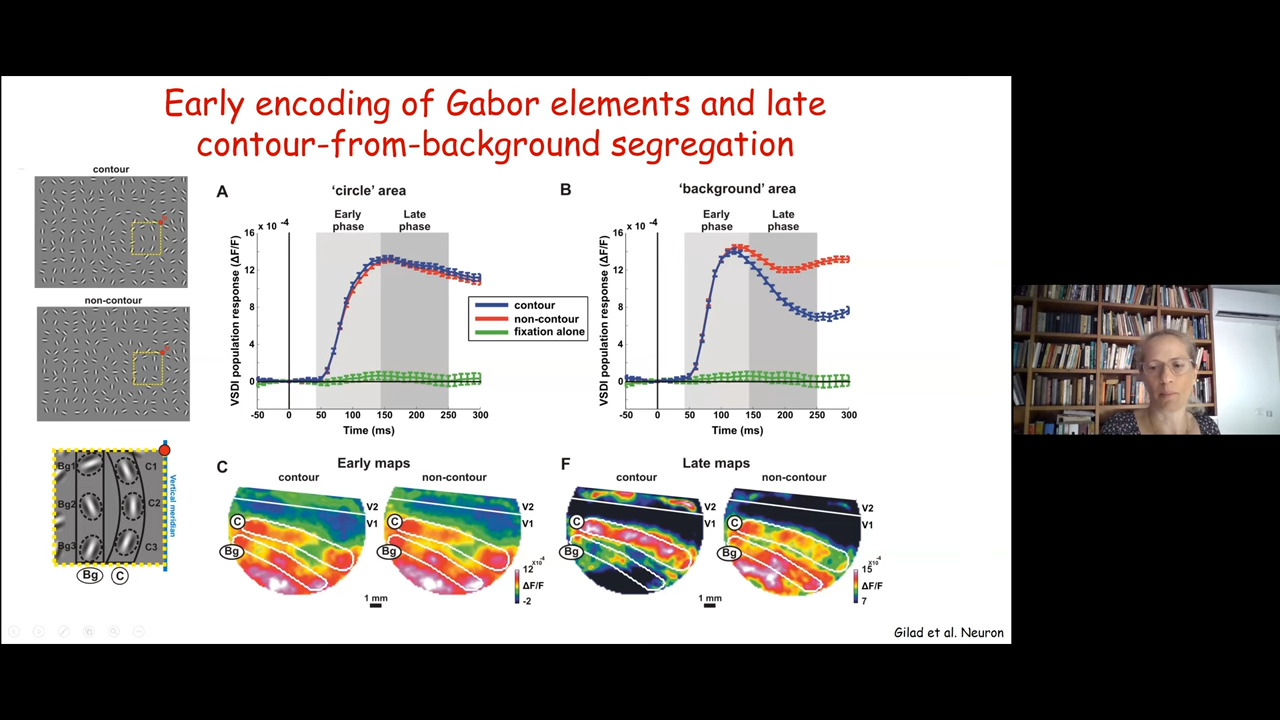 Early encoding of Gabor elements and late
contour-from-background segregation
contour
non-contour
Bg1
C1
Bg2
C2
Bg3
C3
Vertical meridian
Bg
C
A
'circle' area
Early
phase
Late
phase
x 10 -4
16
12
8
4
0
VSDI population response (ΔF/F)
-50
0
50
100
150
200
250
300
Time (ms)
contour
non-contour
fixation alone
B
'background' area
Early
phase
Late
phase
x 10 -4
16
12
8
4
0
VSDI population response (ΔF/F)
-50
0
50
100
150
200
250
300
Time (ms)
C
Early maps
contour
non-contour
V2
V1
C
Bg
C
Bg
V2
V1
12
X10 -4
ΔF/F
-2
1 mm
F
Late maps
contour
non-contour
V2
V1
C
Bg
C
Bg
V2
V1
15
X10 -4
ΔF/F
7
1 mm
Gilad et al. Neuron